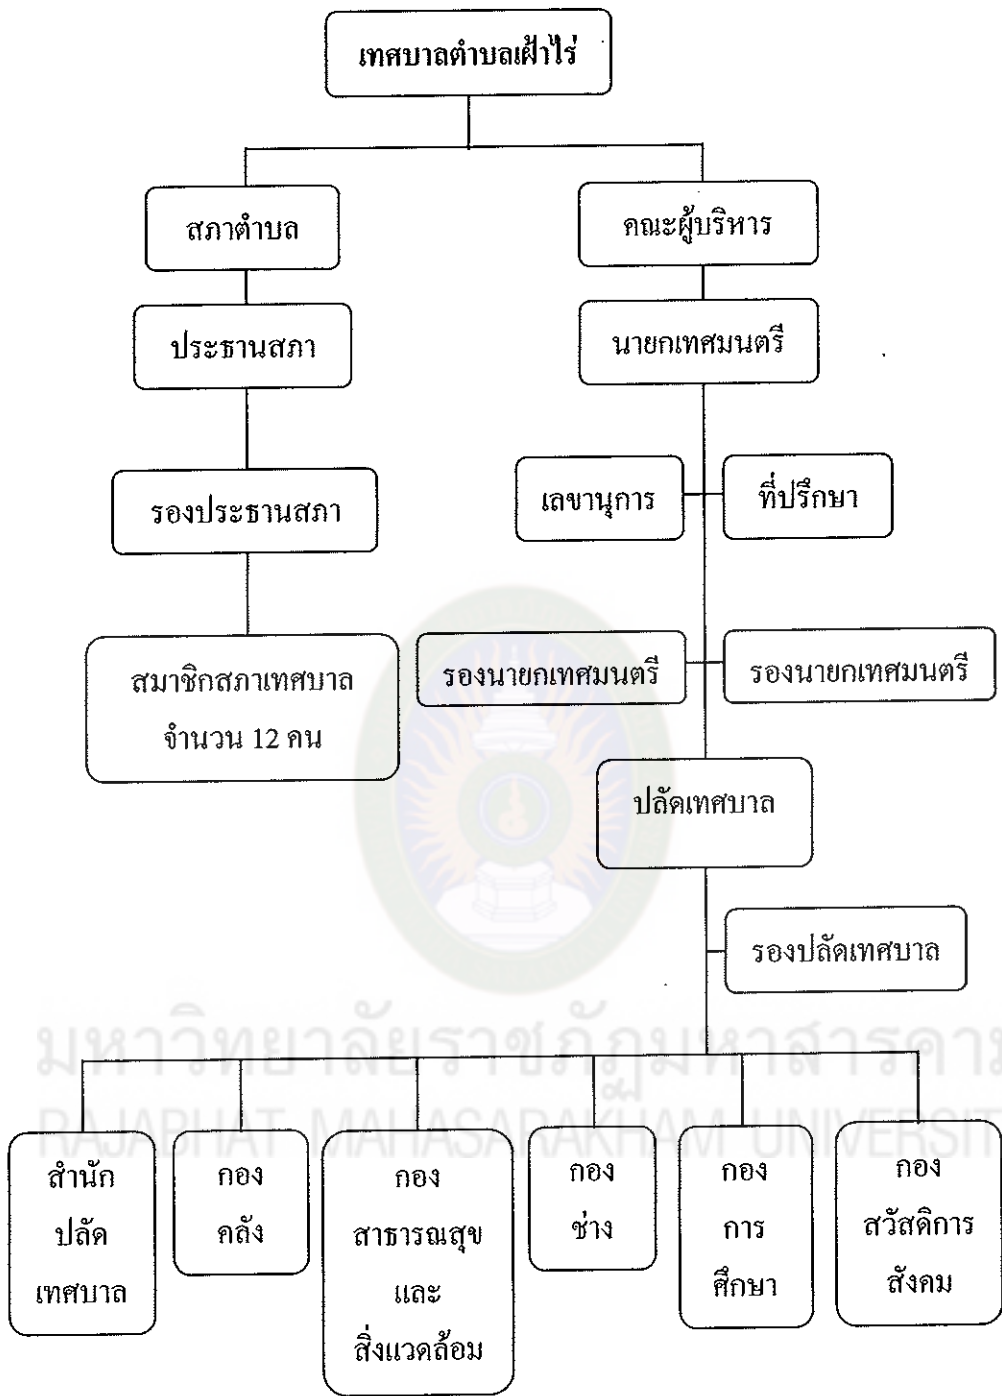 เทศบาลตำบลเฝ้าไร่
สภาตำบล
คณะผู้บริหาร
ประธานสภา
นายกเทศมนตรี
รองประธานสภา
เลขานุการ
ที่ปรึกษา
สมาชิกสภาเทศบาล
จำนวน 12 คน
รองนายกเทศมนตรี
รองนายกเทศมนตรี
ปลัดเทศบาล
รองปลัดเทศบาล
มหาวิทยาลัยราชภัฏมหาสารคาม
RAJABHAT MAHASARAKHAM UNIVERSIT
สำนัก
ปลัด
เทศบาล
กอง
คลัง
กอง
สาธารณสุข
และ
สิ่งแวดล้อม
กอง
ช่าง
กอง
การ
ศึกษา
กอง
สวัสดิการ
สังคม